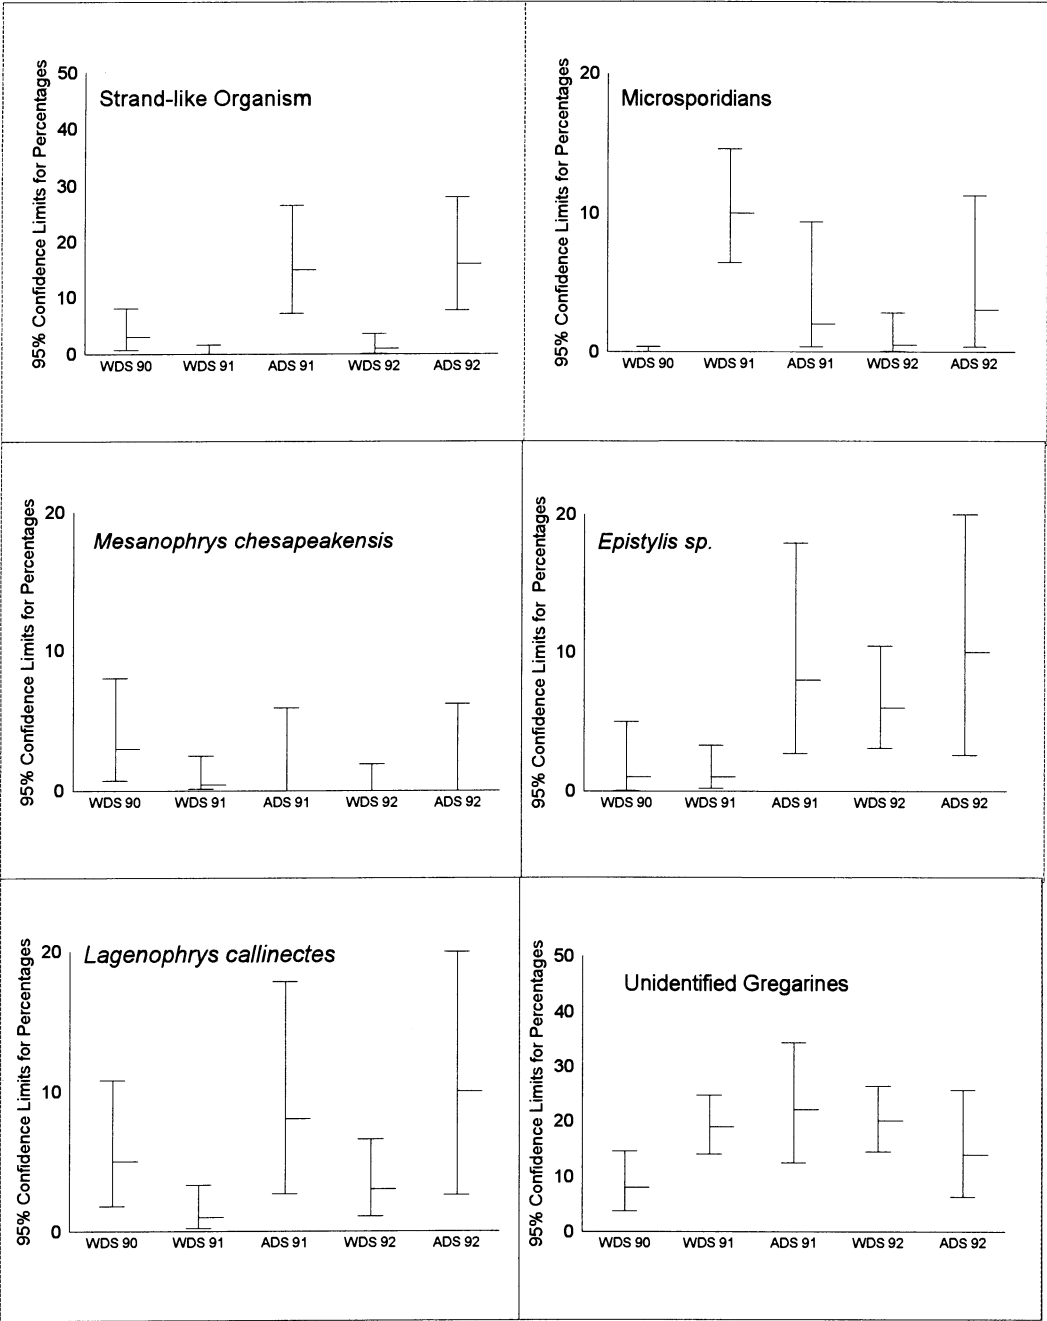 95% Confidence Limits for Percentages
50
40
30
20
10
0
Strand-like Organism
WDS 90 WDS 91 ADS 91 WDS 92 ADS 92
95% Confidence Limits for Percentages
20
10
0
Microsporidians
WDS 90 WDS 91 ADS 91 WDS 92 ADS 92
95% Confidence Limits for Percentages
20
10
0
Mesanophrys chesapeakensis
WDS 90 WDS 91 ADS 91 WDS 92 ADS 92
95% Confidence Limits for Percentages
20
10
0
Epistylis sp.
WDS 90 WDS 91 ADS 91 WDS 92 ADS 92
95% Confidence Limits for Percentages
20
10
0
Lagenophrys callinectes
WDS 90 WDS 91 ADS 91 WDS 92 ADS 92
95% Confidence Limits for Percentages
50
40
30
20
10
0
Unidentified Gregarines
WDS 90 WDS 91 ADS 91 WDS 92 ADS 92